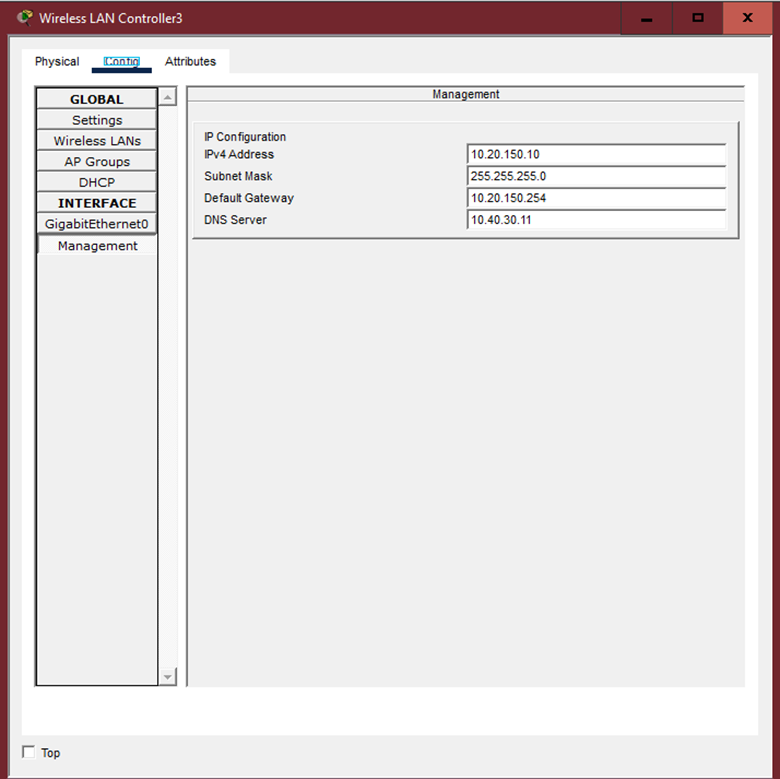 Wireless LAN Controller3
Physical Config Attributes
GLOBAL
Settings
Wireless LANs
AP Groups
DHCP
INTERFACE
GigabitEthernet0
Management
Management
IP Configuration
IPv4 Address 10.20.150.10
Subnet Mask 255.255.255.0
Default Gateway 10.20.150.254
DNS Server 10.40.30.11
Top